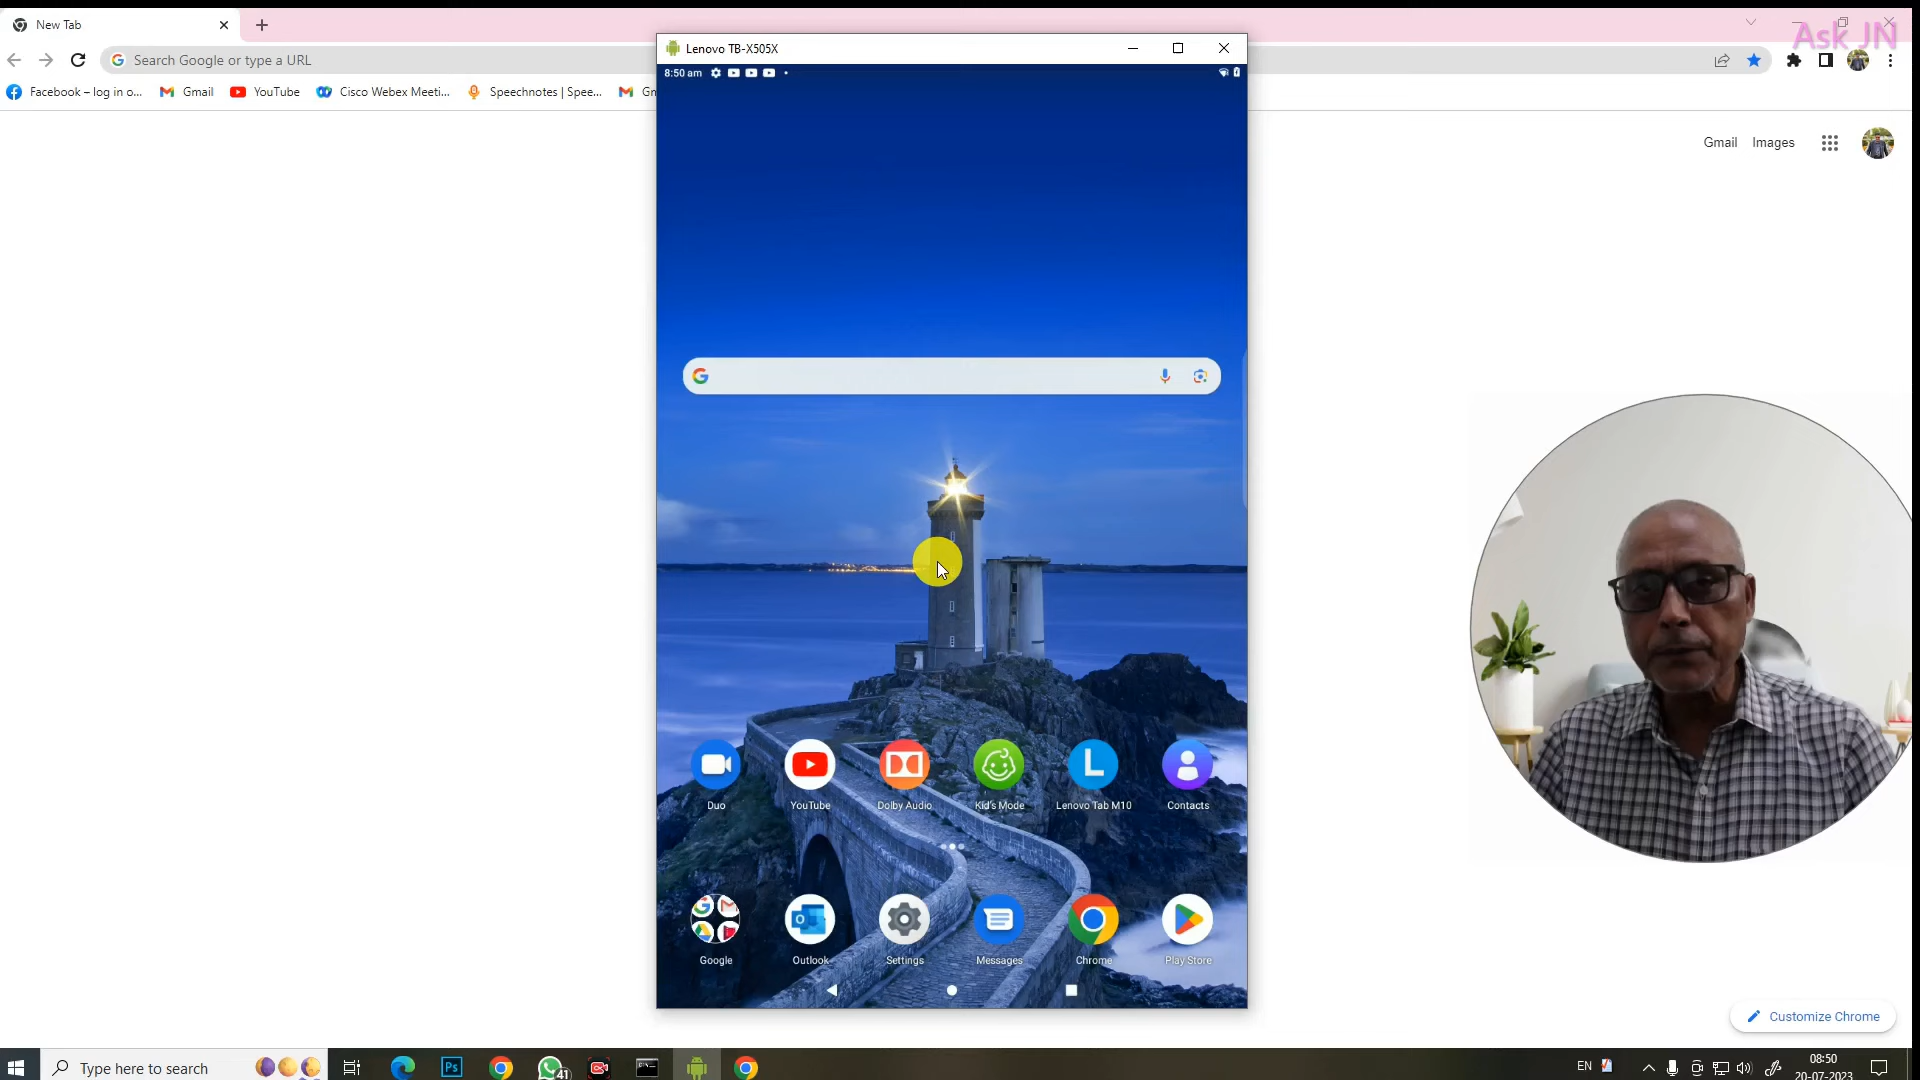 New Tab
Ask JN
Lenovo TB-X505X
Search Google or type a URL
8:50 am
Facebook – log in o...
Gmail
YouTube
Cisco Webex Meeti...
Speechnotes | Spee...
Gmail Images
Duo YouTube Dolby Audio Kid's Mode Lenovo Tab M10 Contacts
Google Outlook Settings Messages Chrome Play Store
Customize Chrome
Type here to search
Ps
41
EN
08:50
20-07-2023